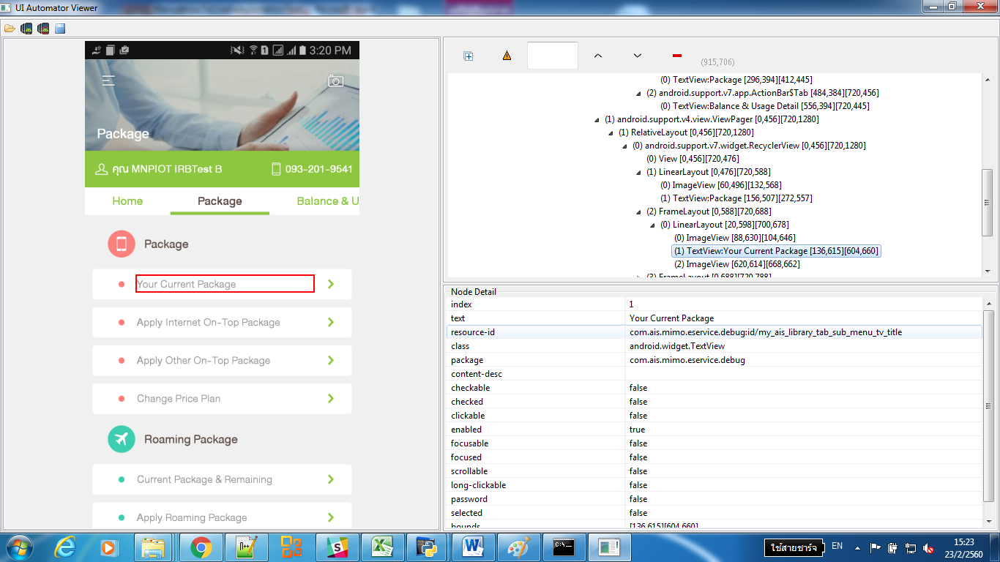 UI Automator Viewer
3:20 PM
Package
คุณ MNPIOT IRBTest B
093-201-9541
Home
Package
Balance & U
Package
Your Current Package
Apply Internet On-Top Package
Apply Other On-Top Package
Change Price Plan
Roaming Package
Current Package & Remaining
Apply Roaming Package
(915,706)
(0) TextView:Package [296,394][412,445]
(2) android.support.v7.app.ActionBar$Tab [484,384][720,456]
(0) TextView:Balance & Usage Detail [556,394][720,445]
(1) android.support.v4.view.ViewPager [0,456][720,1280]
(1) RelativeLayout [0,456][720,1280]
(0) android.support.v7.widget.RecyclerView [0,456][720,1280]
(0) View [0,456][720,476]
(1) LinearLayout [0,476][720,588]
(0) ImageView [60,496][132,568]
(1) TextView:Package [156,507][272,557]
(2) FrameLayout [0,588][720,688]
(0) LinearLayout [20,598][700,678]
(0) ImageView [88,630][104,646]
(1) TextView:Your Current Package [136,615][604,660]
(2) ImageView [620,614][668,662]
(3) FrameLayout [0,688][720,788]
Node Detail
index 1
text Your Current Package
resource-id com.ais.mimo.eservice.debug:id/my_ais_library_tab_sub_menu_tv_title
class android.widget.TextView
package com.ais.mimo.eservice.debug
content-desc
checkable false
checked false
clickable false
enabled true
focusable false
focused false
scrollable false
long-clickable false
password false
selected false
bounds [136,615][604,660]
ใช้สายชาร์จ
EN
15:23
23/2/2560